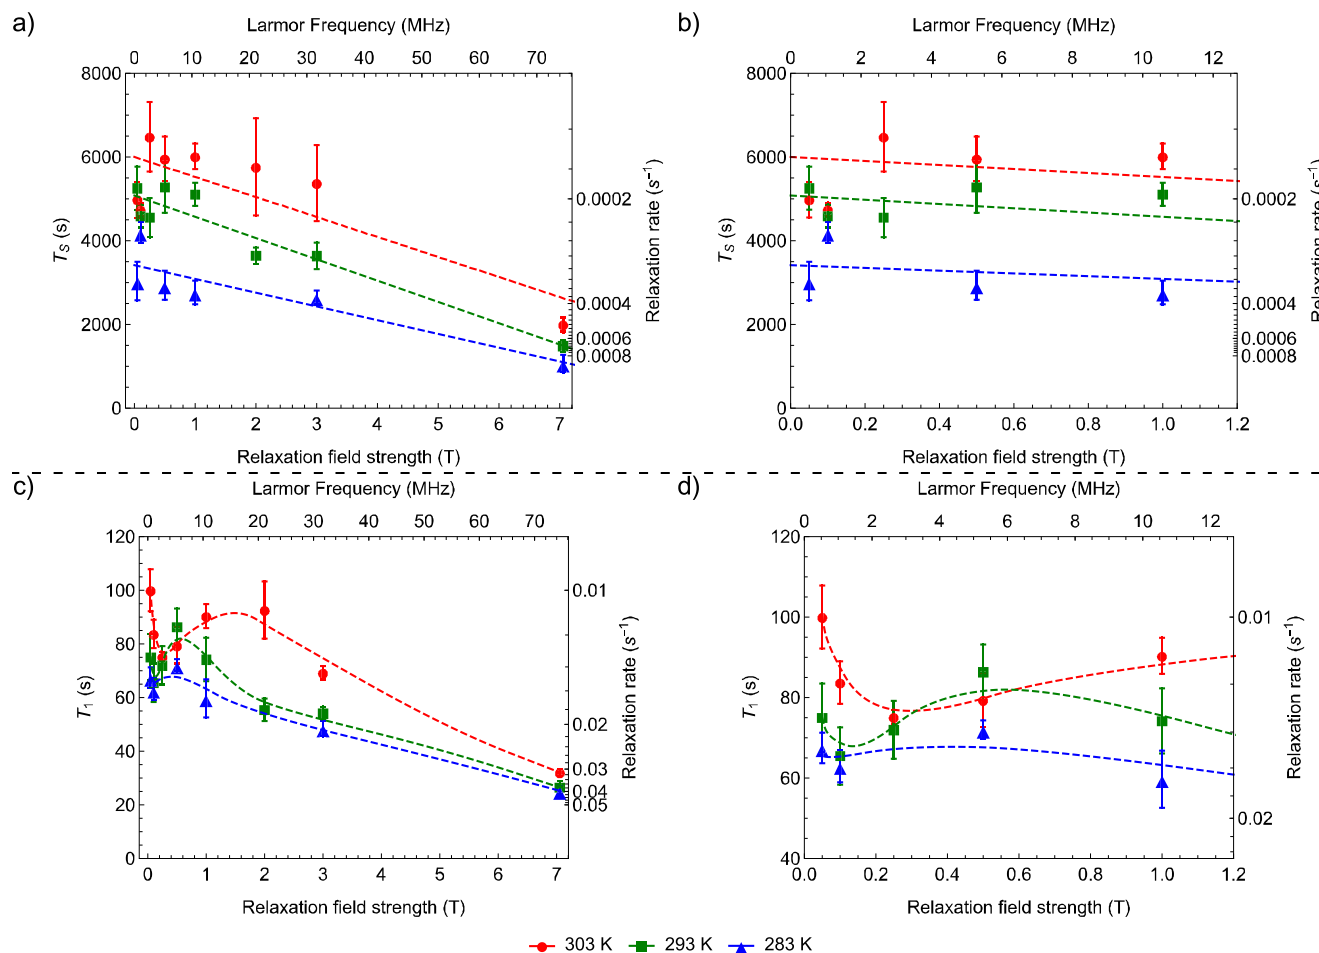 a)
Larmor Frequency (MHz)
0 10 20 30 40 50 60 70
8000
6000
4000
2000
0
T_S (s)
0.0002
0.0004
0.0006
0.0008
Relaxation rate (s⁻¹)
0 1 2 3 4 5 6 7
Relaxation field strength (T)
b)
Larmor Frequency (MHz)
0 2 4 6 8 10 12
8000
6000
4000
2000
0
T_S (s)
0.0002
0.0004
0.0006
0.0008
Relaxation rate (s⁻¹)
0.0 0.2 0.4 0.6 0.8 1.0 1.2
Relaxation field strength (T)
c)
Larmor Frequency (MHz)
0 10 20 30 40 50 60 70
120
100
80
60
40
20
0
T₁ (s)
0.01
0.02
0.03
0.04
0.05
Relaxation rate (s⁻¹)
0 1 2 3 4 5 6 7
Relaxation field strength (T)
d)
Larmor Frequency (MHz)
0 2 4 6 8 10 12
120
100
80
60
40
T₁ (s)
0.01
0.02
Relaxation rate (s⁻¹)
0.0 0.2 0.4 0.6 0.8 1.0 1.2
Relaxation field strength (T)
303 K 293 K 283 K